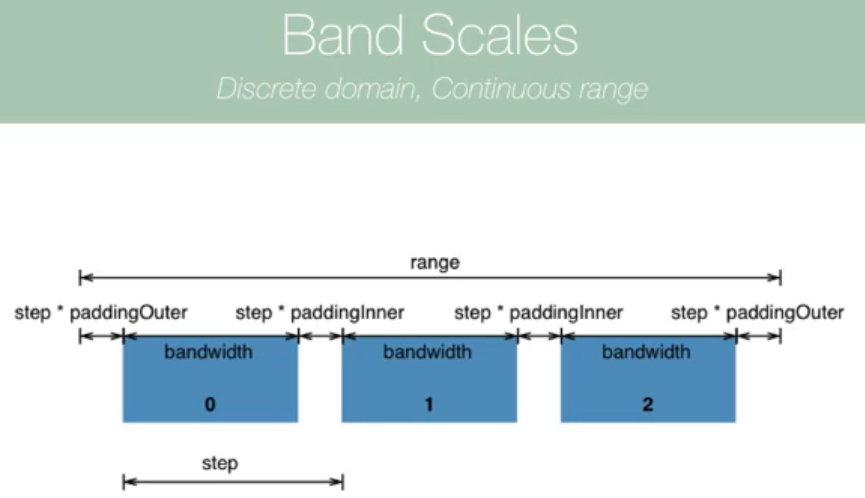 Band Scales
Discrete domain, Continuous range
range
step * paddingOuter step * paddingInner step * paddingInner step * paddingOuter
bandwidth bandwidth bandwidth
0 1 2
step